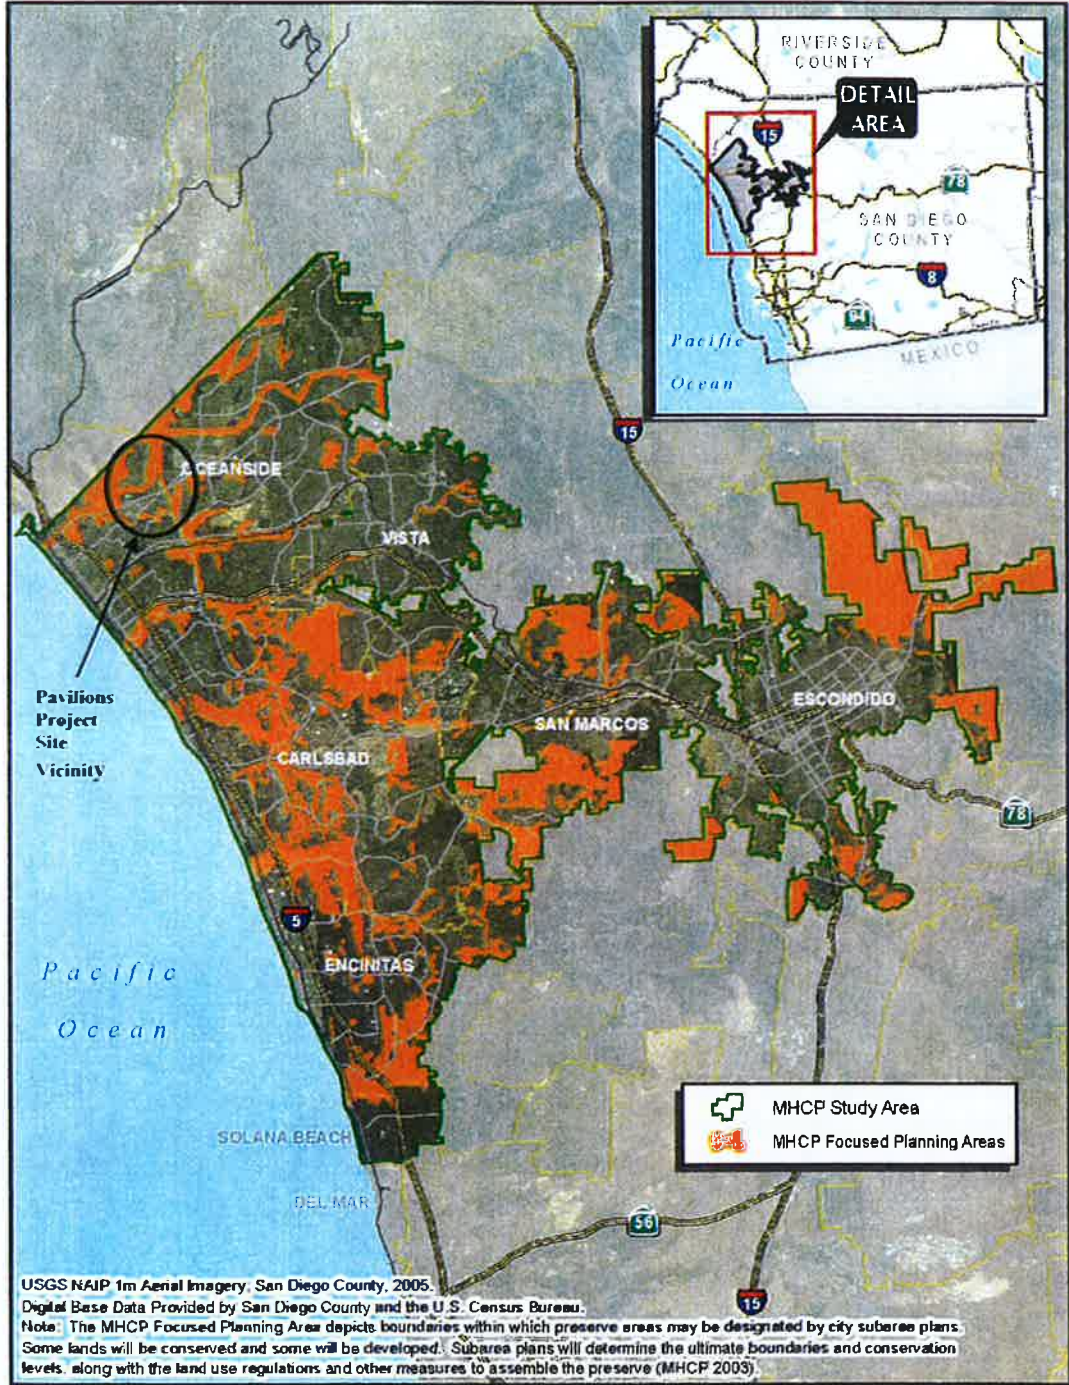 RIVERSIDE
COUNTY
DETAIL
AREA
15
78
SAN DIEGO
COUNTY
8
94
Pacific
Ocean
MEXICO
15
OCEANSIDE
VISTA
ESCONDIDO
SAN MARCOS
Pavilions
Project
Site
Vicinity
CARLSBAD
78
5
ENCINITAS
Pacific
Ocean
MHCP Study Area
MHCP Focused Planning Areas
SOLANA BEACH
DEL MAR
56
15
USGS NAIP 1m Aerial Imagery, San Diego County, 2005.
Digital Base Data Provided by San Diego County and the U.S. Census Bureau.
Note: The MHCP Focused Planning Area depicts boundaries within which preserve areas may be designated by city subarea plans.
Some lands will be conserved and some will be developed. Subarea plans will determine the ultimate boundaries and conservation
levels, along with the land use regulations and other measures to assemble the preserve (MHCP 2003).